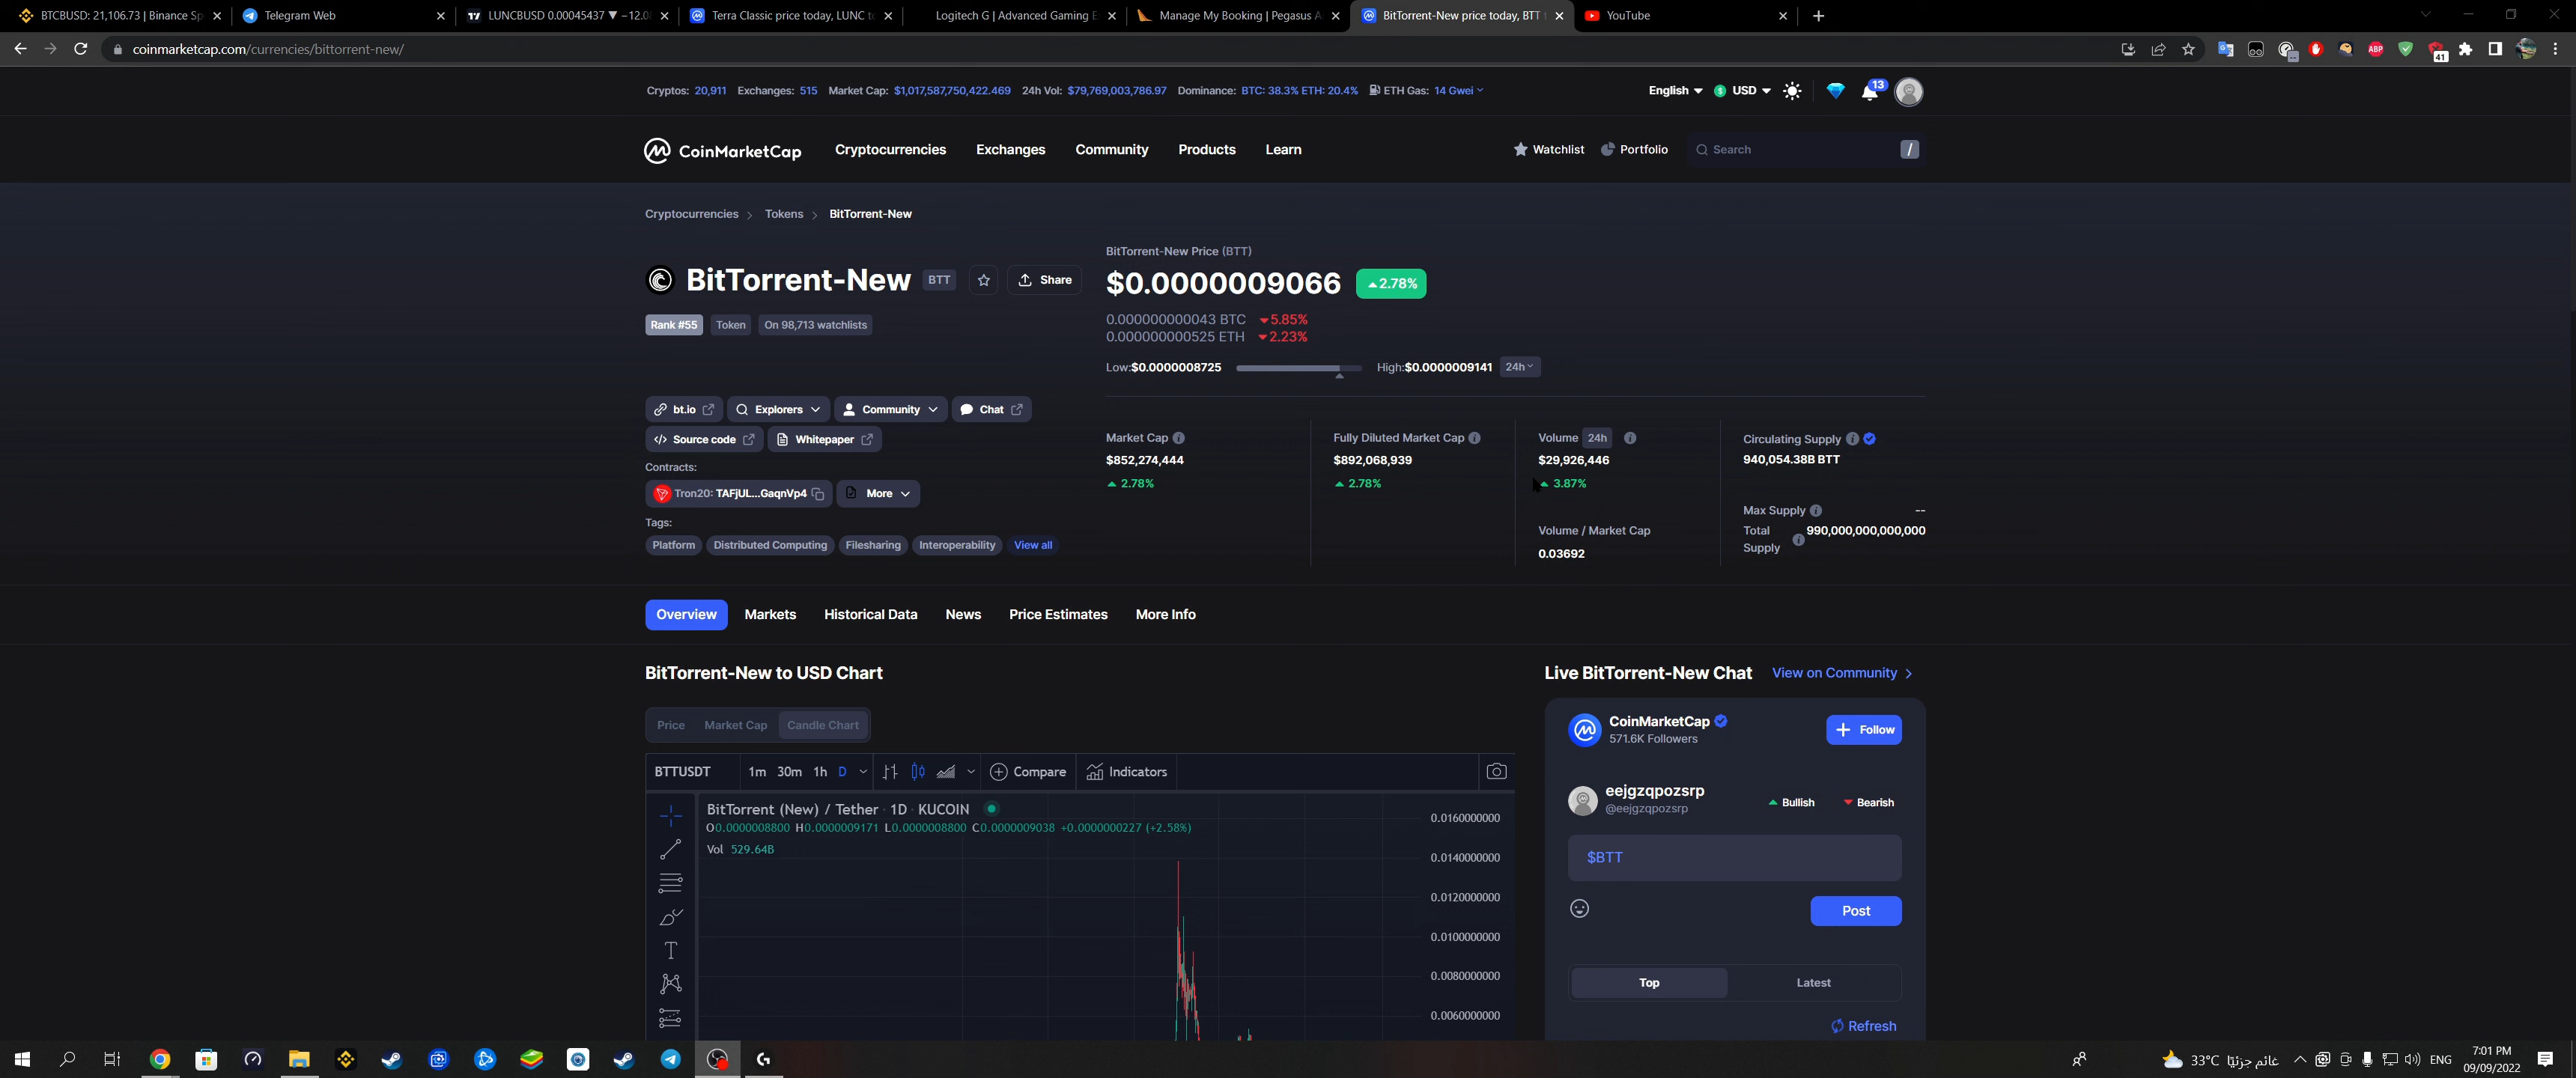 BTCBUSD: 21,106.73 | Binance Sp
Telegram Web
LUNCBUSD 0.00045437 ▼ −12.0
Terra Classic price today, LUNC to
Logitech G | Advanced Gaming E
Manage My Booking | Pegasus A
BitTorrent-New price today, BTT t
YouTube
coinmarketcap.com/currencies/bittorrent-new/
ABP
41
Cryptos: 20,911 Exchanges: 515 Market Cap: $1,017,587,750,422.469 24h Vol: $79,769,003,786.97 Dominance: BTC: 38.3% ETH: 20.4% ETH Gas: 14 Gwei
English USD 13
CoinMarketCap
Cryptocurrencies Exchanges Community Products Learn
Watchlist Portfolio Search /
Cryptocurrencies > Tokens > BitTorrent-New
BitTorrent-New BTT Share
Rank #55 Token On 98,713 watchlists
BitTorrent-New Price (BTT)
$0.0000009066 ▲2.78%
0.000000000043 BTC ▼5.85%
0.000000000525 ETH ▼2.23%
Low:$0.0000008725 High:$0.0000009141 24h
bt.io Explorers Community Chat
Source code Whitepaper
Contracts:
Tron20: TAFjUL...GaqnVp4 More
Tags:
Platform Distributed Computing Filesharing Interoperability View all
Market Cap
$852,274,444
▲ 2.78%
Fully Diluted Market Cap
$892,068,939
▲ 2.78%
Volume 24h
$29,926,446
▲ 3.87%
Volume / Market Cap
0.03692
Circulating Supply
940,054.38B BTT
Max Supply --
Total Supply 990,000,000,000,000
Overview Markets Historical Data News Price Estimates More Info
BitTorrent-New to USD Chart
Price Market Cap Candle Chart
BTTUSDT 1m 30m 1h D Compare Indicators
BitTorrent (New) / Tether · 1D · KUCOIN
O0.0000008800 H0.0000009171 L0.0000008800 C0.0000009038 +0.0000000227 (+2.58%)
Vol 529.64B
0.0160000000
0.0140000000
0.0120000000
0.0100000000
0.0080000000
0.0060000000
Live BitTorrent-New Chat View on Community >
CoinMarketCap
571.6K Followers
+ Follow
eejgzqpozsrp
@eejgzqpozsrp
▲ Bullish ▼ Bearish
$BTT
Post
Top Latest
Refresh
33°C غائم جزئيًا
ENG
7:01 PM
09/09/2022